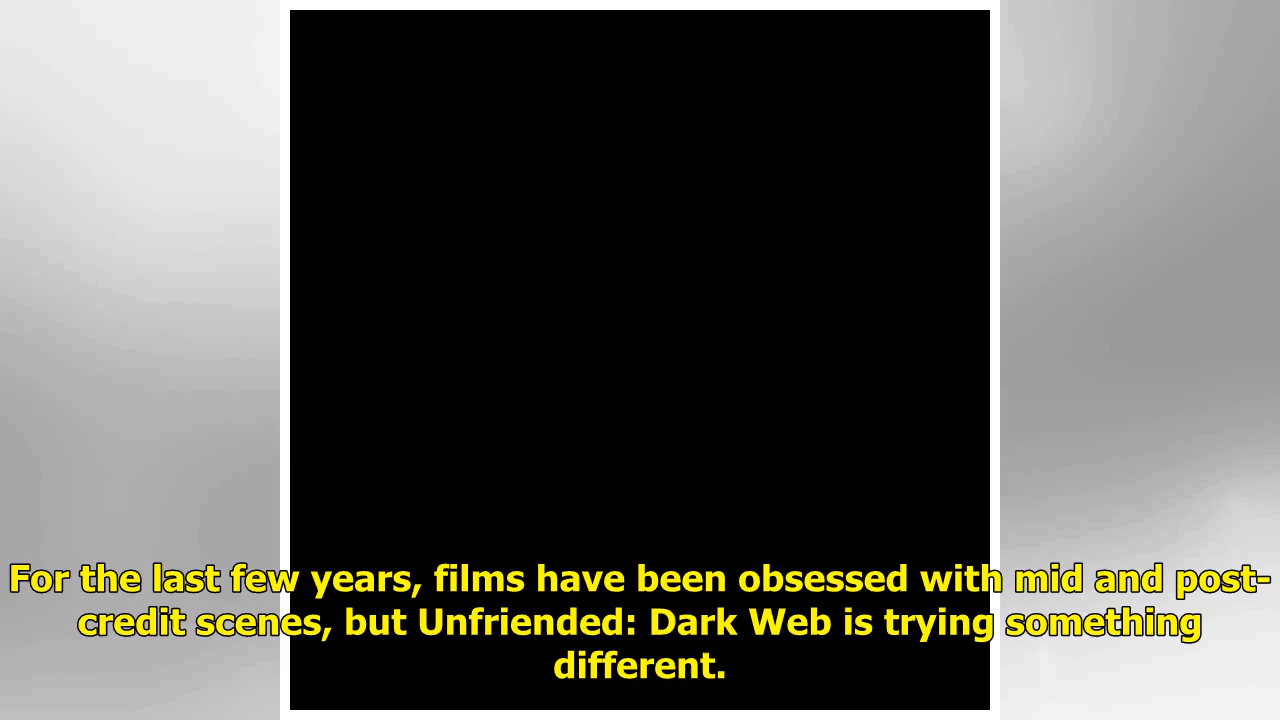 For the last few years, films have been obsessed with mid and post-
credit scenes, but Unfriended: Dark Web is trying something
different.